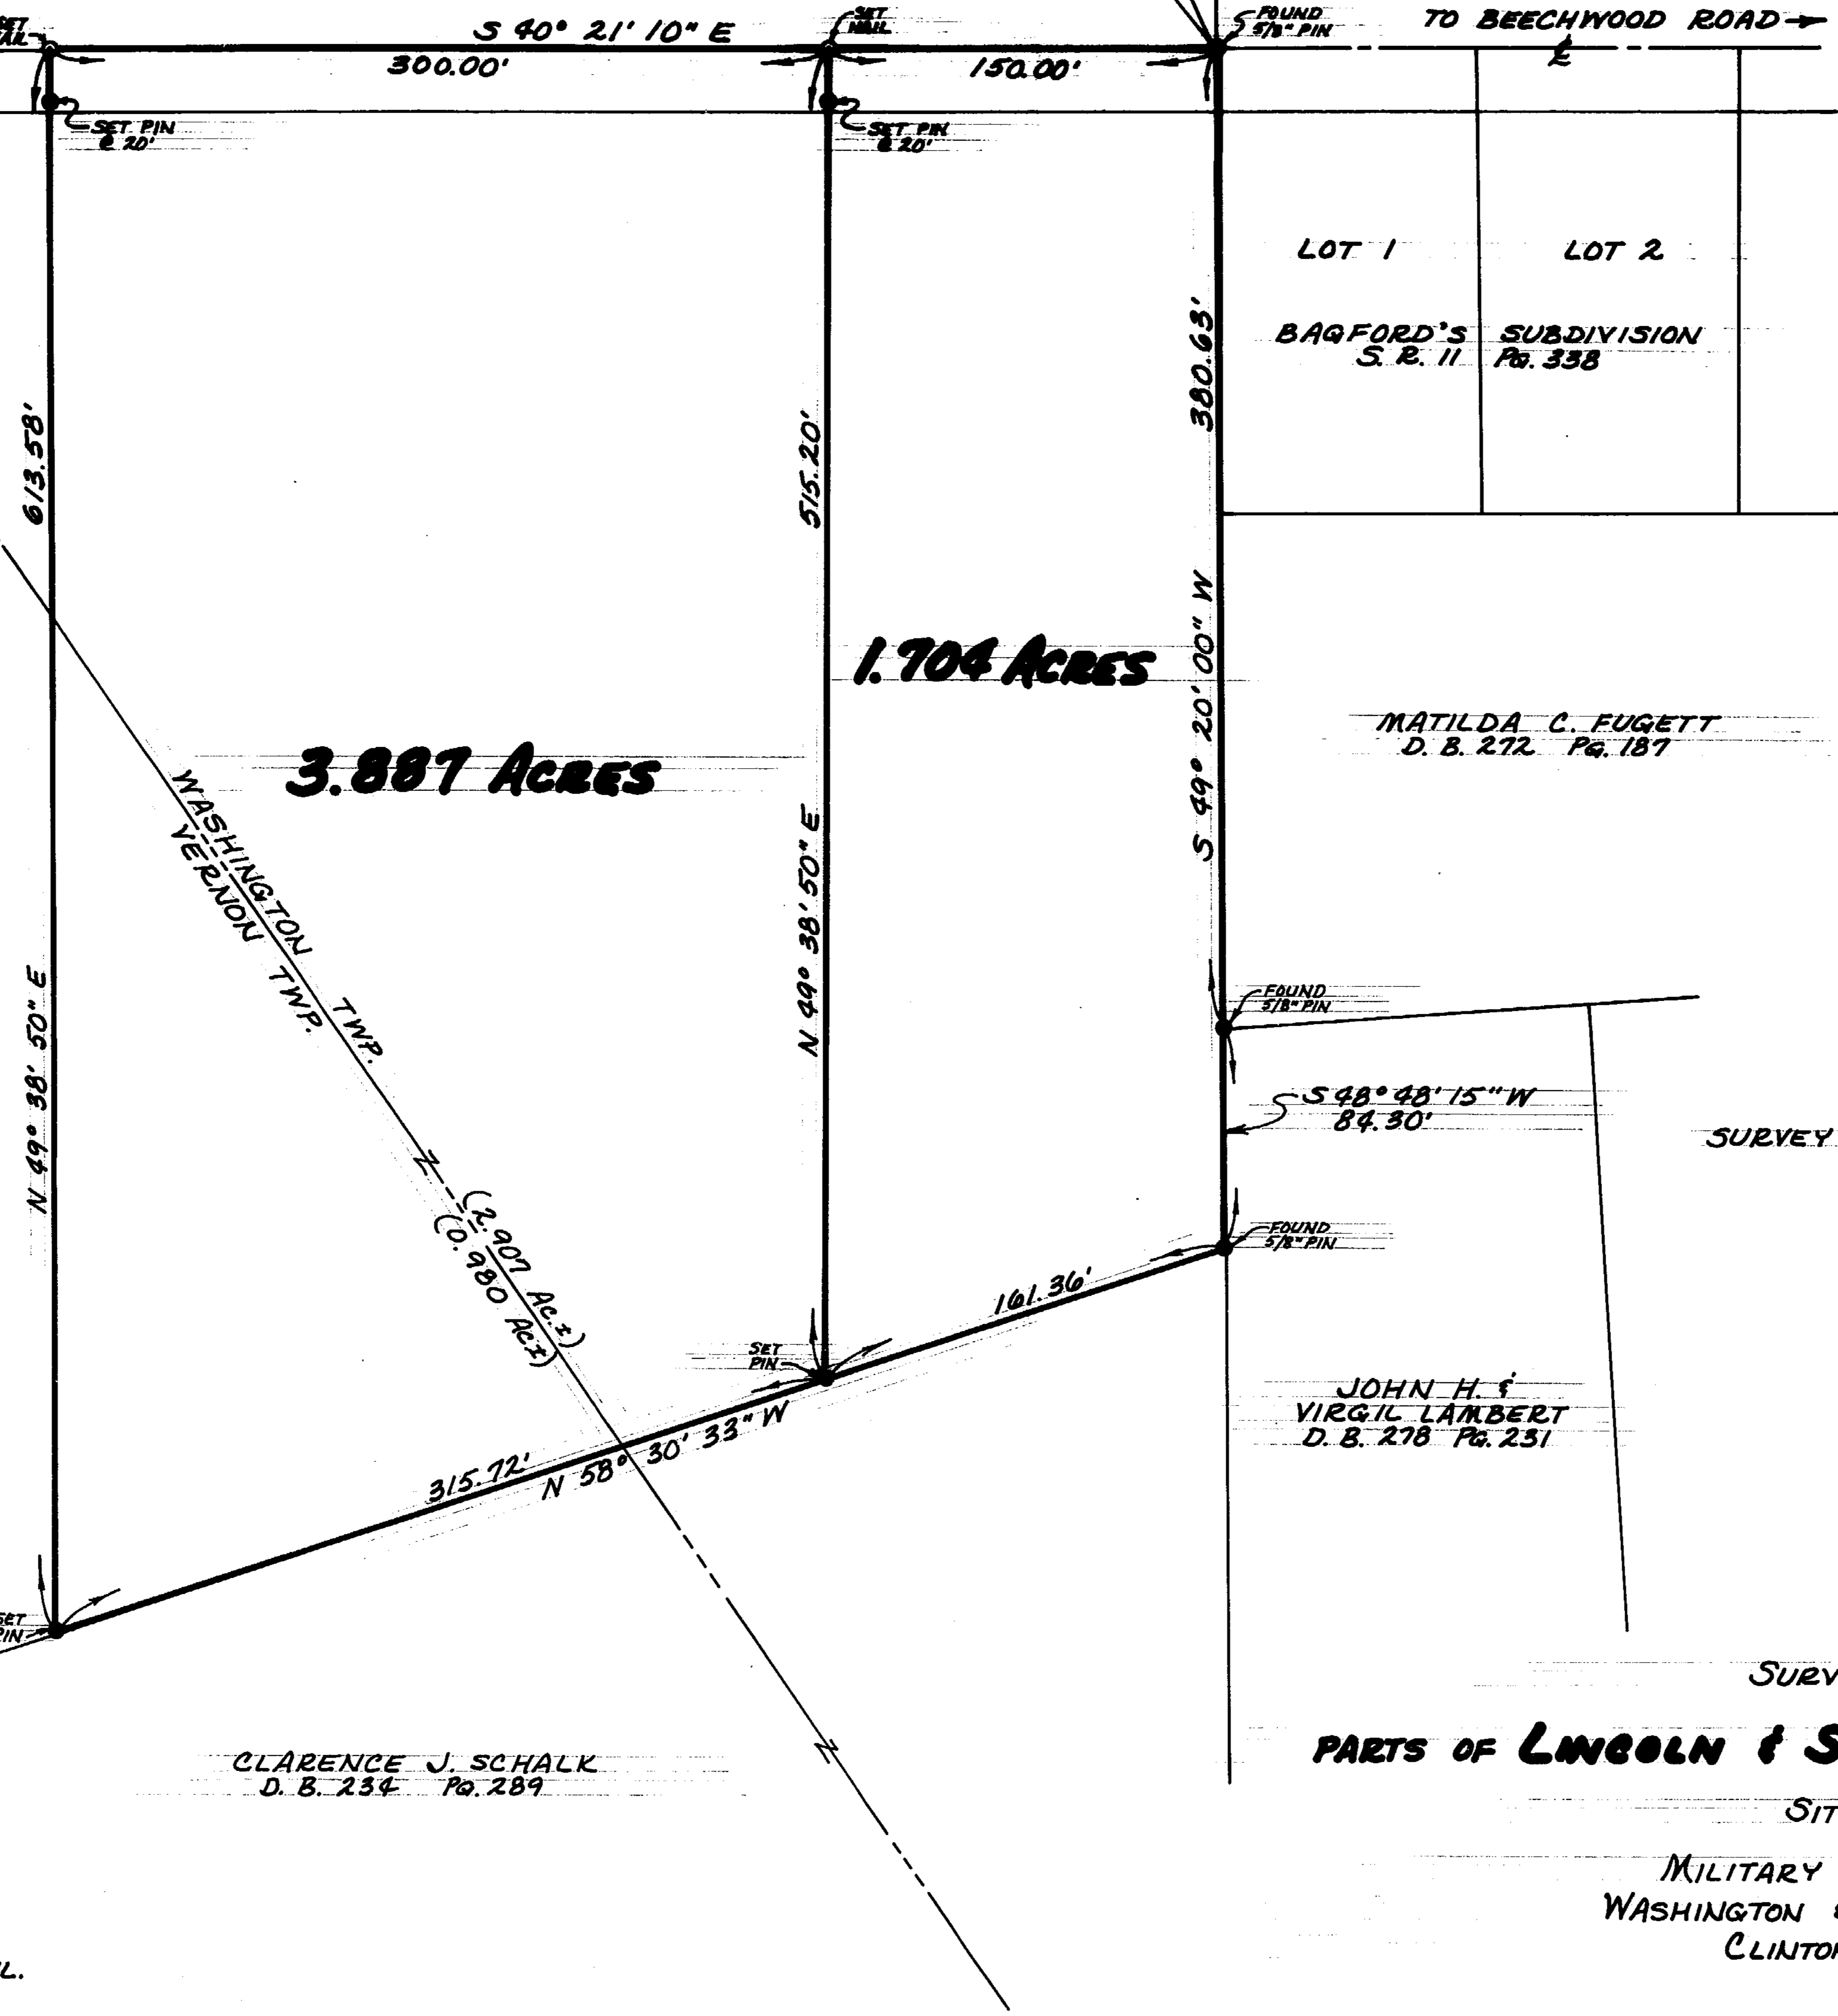 SET
S 40° 21' 10" E
SET
NAIL
FOUND
5/8" PIN
TO BEECHWOOD ROAD
300.00'
150.00'
SET PIN
@ 20'
SET PIN
@ 20'
LOT 1
LOT 2
BAGFORD'S SUBDIVISION
S. R. 11 PG. 338
613.58'
515.20'
380.63'
1.704 ACRES
S 49° 20' 00" W
MATILDA C. FUGETT
D. B. 272 PG. 187
3.887 ACRES
WASHINGTON TWP.
VERNON TWP.
N 49° 38' 50" E
N 49° 38' 50" E
FOUND
5/8" PIN
S 48° 48' 15" W
84.30'
SURVEY
(2.907 AC.±)
(0.980 AC.±)
FOUND
5/8" PIN
161.36'
SET
PIN
JOHN H. &
VIRGIL LAMBERT
D. B. 278 PG. 231
315.72'
N 58° 30' 33" W
SET
PIN
SURV
PARTS OF LINCOLN & S
CLARENCE J. SCHALK
D. B. 234 PG. 289
SIT
MILITARY
WASHINGTON &
CLINTON
L.